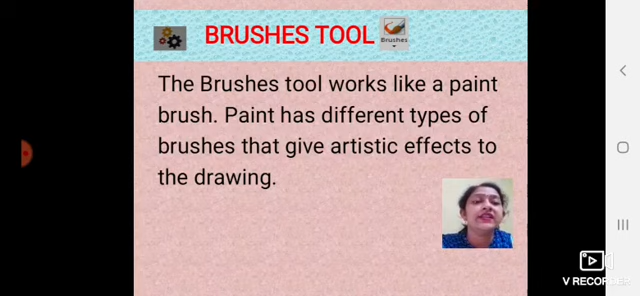 BRUSHES TOOL
Brushes
The Brushes tool works like a paint
brush. Paint has different types of
brushes that give artistic effects to
the drawing.
V RECORDER